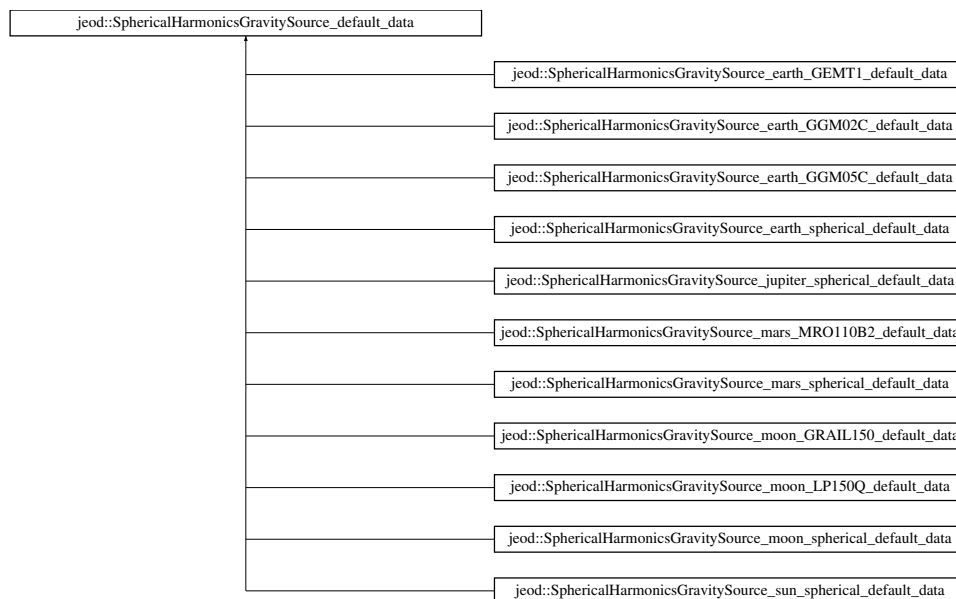 jeod::SphericalHarmonicsGravitySource_default_data
jeod::SphericalHarmonicsGravitySource_earth_GEMT1_default_data
jeod::SphericalHarmonicsGravitySource_earth_GGM02C_default_data
jeod::SphericalHarmonicsGravitySource_earth_GGM05C_default_data
jeod::SphericalHarmonicsGravitySource_earth_spherical_default_data
jeod::SphericalHarmonicsGravitySource_jupiter_spherical_default_data
jeod::SphericalHarmonicsGravitySource_mars_MRO110B2_default_data
jeod::SphericalHarmonicsGravitySource_mars_spherical_default_data
jeod::SphericalHarmonicsGravitySource_moon_GRAIL150_default_data
jeod::SphericalHarmonicsGravitySource_moon_LP150Q_default_data
jeod::SphericalHarmonicsGravitySource_moon_spherical_default_data
jeod::SphericalHarmonicsGravitySource_sun_spherical_default_data